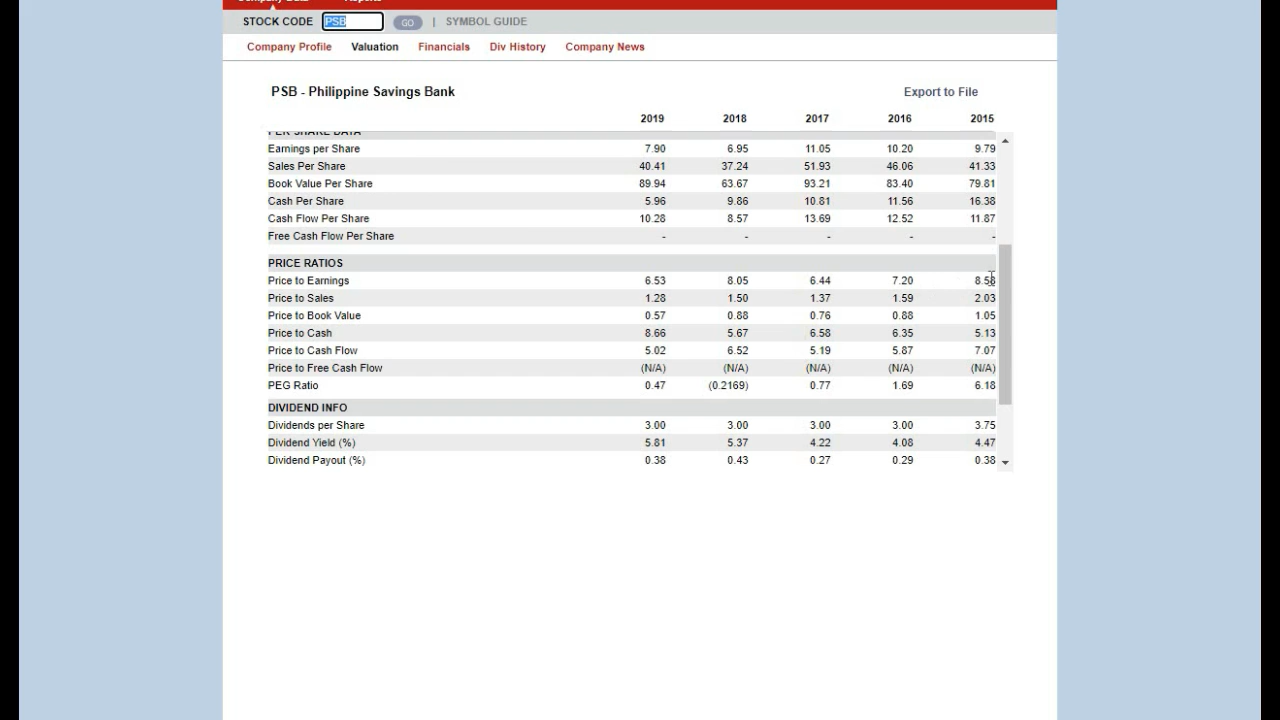 Company Data Reports
STOCK CODE PSB GO | SYMBOL GUIDE
Company Profile Valuation Financials Div History Company News
PSB - Philippine Savings Bank Export to File
2019 2018 2017 2016 2015
PER SHARE DATA
Earnings per Share 7.90 6.95 11.05 10.20 9.79
Sales Per Share 40.41 37.24 51.93 46.06 41.33
Book Value Per Share 89.94 63.67 93.21 83.40 79.81
Cash Per Share 5.96 9.86 10.81 11.56 16.38
Cash Flow Per Share 10.28 8.57 13.69 12.52 11.87
Free Cash Flow Per Share - - - - -
PRICE RATIOS
Price to Earnings 6.53 8.05 6.44 7.20 8.58
Price to Sales 1.28 1.50 1.37 1.59 2.03
Price to Book Value 0.57 0.88 0.76 0.88 1.05
Price to Cash 8.66 5.67 6.58 6.35 5.13
Price to Cash Flow 5.02 6.52 5.19 5.87 7.07
Price to Free Cash Flow (N/A) (N/A) (N/A) (N/A) (N/A)
PEG Ratio 0.47 (0.2169) 0.77 1.69 6.18
DIVIDEND INFO
Dividends per Share 3.00 3.00 3.00 3.00 3.75
Dividend Yield (%) 5.81 5.37 4.22 4.08 4.47
Dividend Payout (%) 0.38 0.43 0.27 0.29 0.38